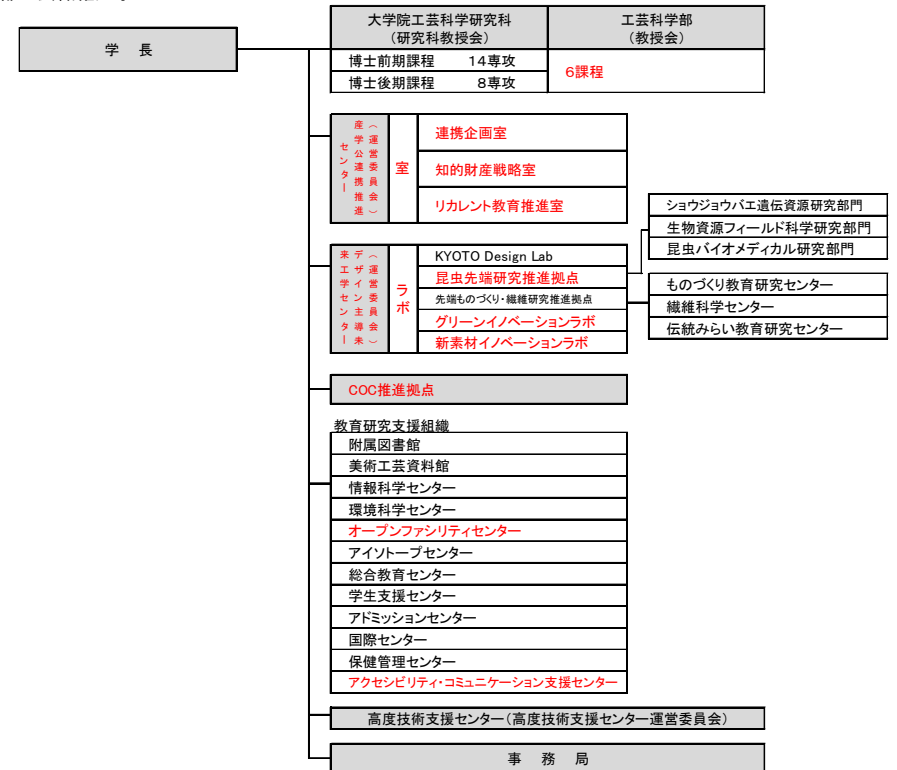 学 長
大学院工芸科学研究科
(研究科教授会)
工芸科学部
(教授会)
博士前期課程 14専攻
博士後期課程 8専攻
6課程
産学公連携推進
センター
(運営委員会)
室
連携企画室
知的財産戦略室
リカレント教育推進室
デザイン主導未
来工学センター
(運営委員会)
ラボ
KYOTO Design Lab
昆虫先端研究推進拠点
先端ものづくり・繊維研究推進拠点
グリーンイノベーションラボ
新素材イノベーションラボ
ショウジョウバエ遺伝資源研究部門
生物資源フィールド科学研究部門
昆虫バイオメディカル研究部門
ものづくり教育研究センター
繊維科学センター
伝統みらい教育研究センター
COC推進拠点
教育研究支援組織
附属図書館
美術工芸資料館
情報科学センター
環境科学センター
オープンファシリティセンター
アイソトープセンター
総合教育センター
学生支援センター
アドミッションセンター
国際センター
保健管理センター
アクセシビリティ・コミュニケーション支援センター
高度技術支援センター(高度技術支援センター運営委員会)
事 務 局